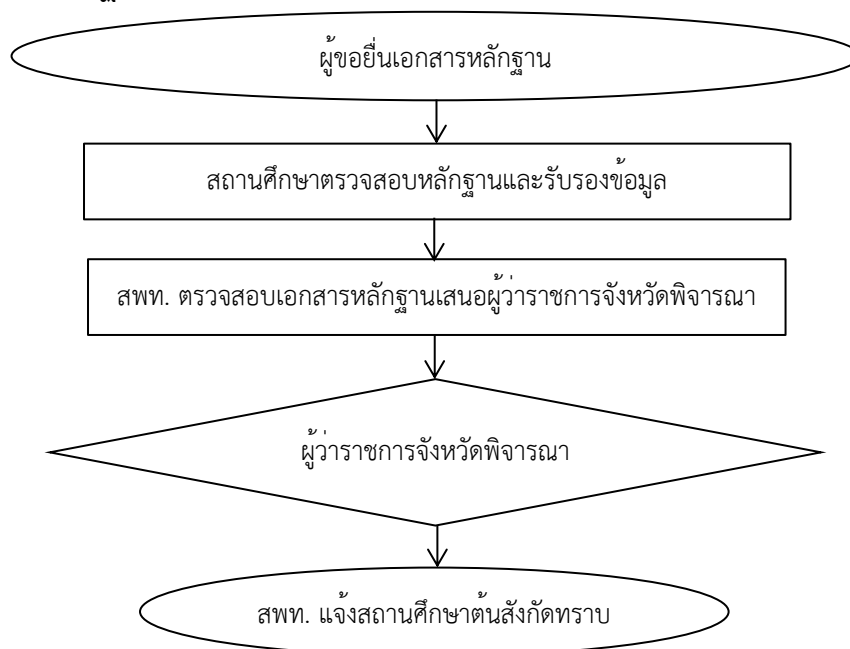 ผู้ขอยื่นเอกสารหลักฐาน
สถานศึกษาตรวจสอบหลักฐานและรับรองข้อมูล
สพท. ตรวจสอบเอกสารหลักฐานเสนอผู้ว่าราชการจังหวัดพิจารณา
ผู้ว่าราชการจังหวัดพิจารณา
สพท. แจ้งสถานศึกษาต้นสังกัดทราบ